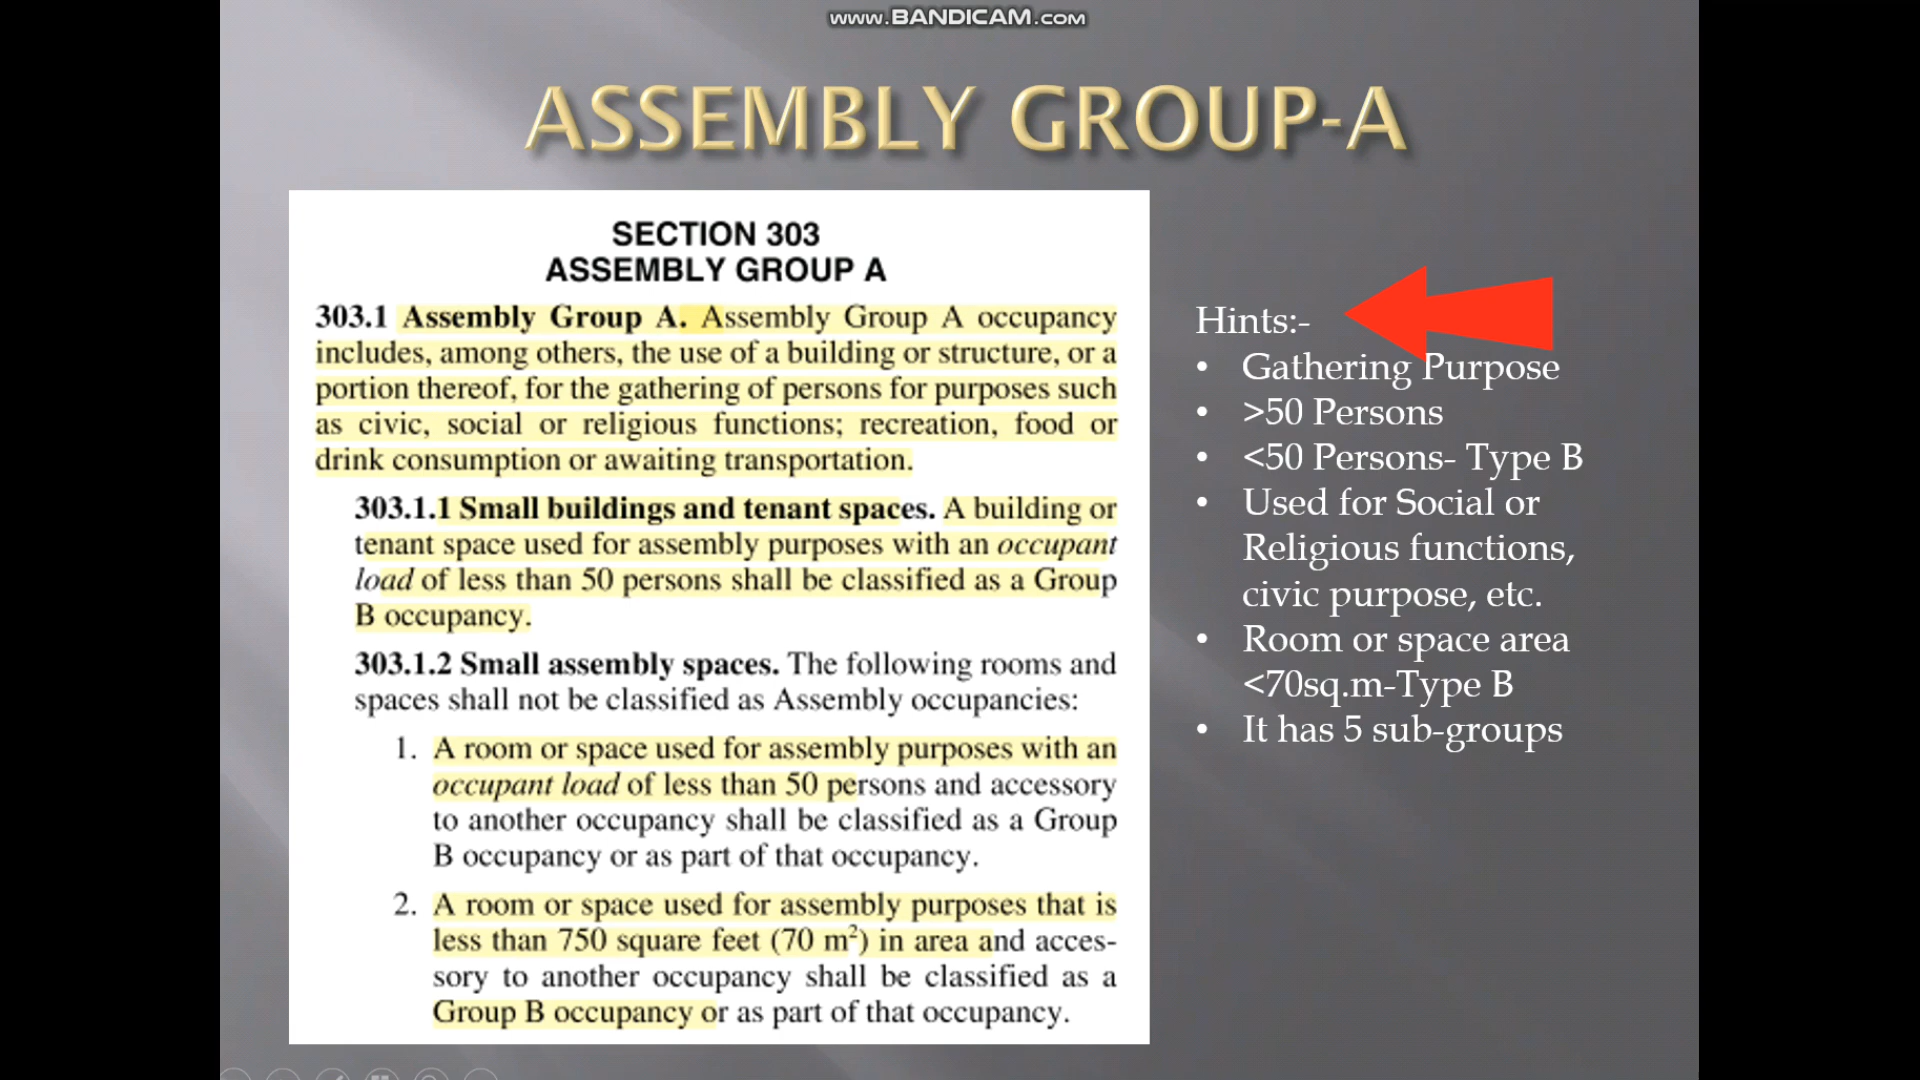 www.BANDICAM.com
ASSEMBLY GROUP-A
SECTION 303
ASSEMBLY GROUP A
303.1 Assembly Group A. Assembly Group A occupancy
includes, among others, the use of a building or structure, or a
portion thereof, for the gathering of persons for purposes such
as civic, social or religious functions; recreation, food or
drink consumption or awaiting transportation.
303.1.1 Small buildings and tenant spaces. A building or
tenant space used for assembly purposes with an occupant
load of less than 50 persons shall be classified as a Group
B occupancy.
303.1.2 Small assembly spaces. The following rooms and
spaces shall not be classified as Assembly occupancies:
1. A room or space used for assembly purposes with an
occupant load of less than 50 persons and accessory
to another occupancy shall be classified as a Group
B occupancy or as part of that occupancy.
2. A room or space used for assembly purposes that is
less than 750 square feet (70 m²) in area and acces-
sory to another occupancy shall be classified as a
Group B occupancy or as part of that occupancy.
Hints:-
• Gathering Purpose
• >50 Persons
• <50 Persons- Type B
• Used for Social or
Religious functions,
civic purpose, etc.
• Room or space area
<70sq.m-Type B
• It has 5 sub-groups